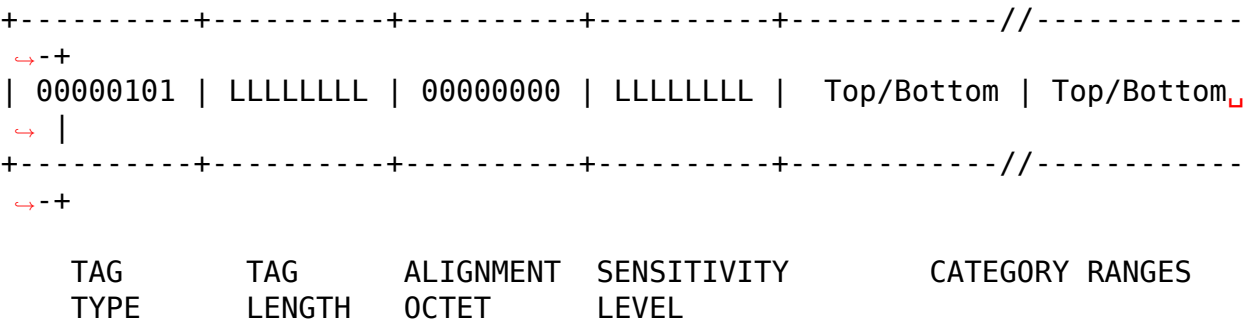 +----------+----------+----------+----------+------------//------------
↪-+
| 00000101 | LLLLLLLL | 00000000 | LLLLLLLL |  Top/Bottom | Top/Bottom␣
↪ |
+----------+----------+----------+----------+------------//------------
↪-+

    TAG       TAG      ALIGNMENT  SENSITIVITY        CATEGORY RANGES
    TYPE      LENGTH   OCTET      LEVEL